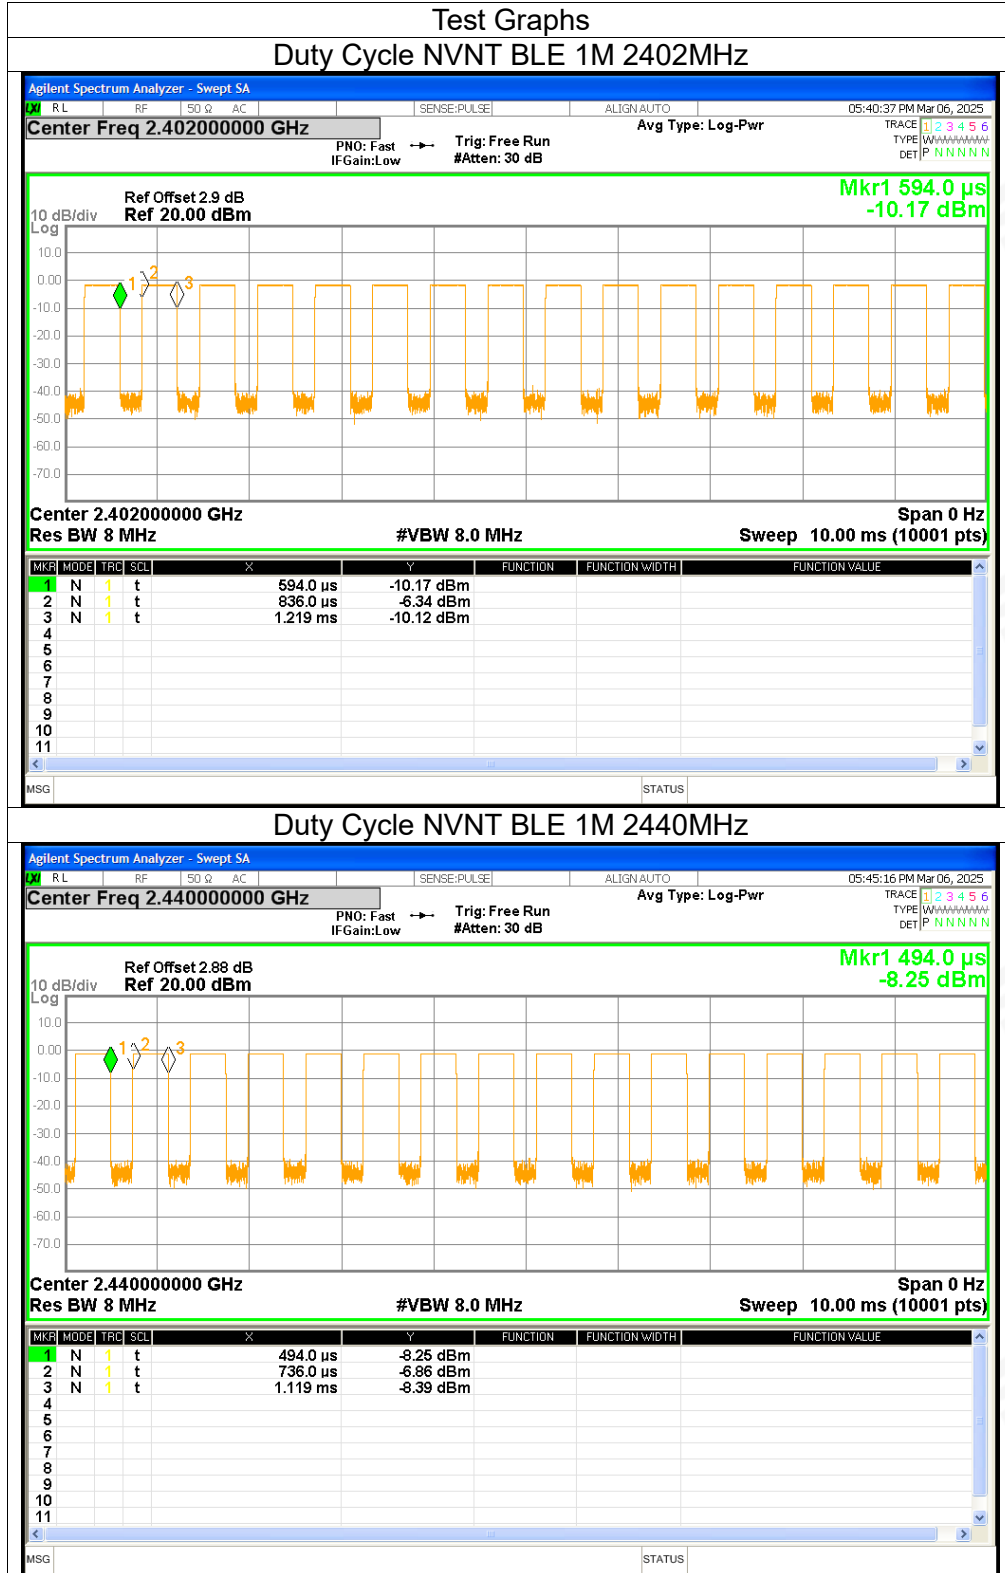 Test Graphs
Duty Cycle NVNT BLE 1M 2402MHz
Agilent Spectrum Analyzer - Swept SA
LXI RL RF 50 Ω AC SENSE:PULSE ALIGNAUTO 05:40:37 PM Mar 06, 2025
Center Freq 2.402000000 GHz Avg Type: Log-Pwr TRACE 1 2 3 4 5 6
PNO: Fast Trig: Free Run TYPE W
IFGain:Low #Atten: 30 dB DET P N N N N N
Mkr1 594.0 µs
-10.17 dBm
Ref Offset 2.9 dB
10 dB/div Ref 20.00 dBm
Log
10.0
0.00
-10.0
-20.0
-30.0
-40.0
-50.0
-60.0
-70.0
1 2 3
Center 2.402000000 GHz Span 0 Hz
Res BW 8 MHz #VBW 8.0 MHz Sweep 10.00 ms (10001 pts)
MKR MODE TRC SCL X Y FUNCTION FUNCTION WIDTH FUNCTION VALUE
1 N 1 t 594.0 µs -10.17 dBm
2 N 1 t 836.0 µs -6.34 dBm
3 N 1 t 1.219 ms -10.12 dBm
4
5
6
7
8
9
10
11
MSG STATUS
Duty Cycle NVNT BLE 1M 2440MHz
Agilent Spectrum Analyzer - Swept SA
LXI RL RF 50 Ω AC SENSE:PULSE ALIGNAUTO 05:45:16 PM Mar 06, 2025
Center Freq 2.440000000 GHz Avg Type: Log-Pwr TRACE 1 2 3 4 5 6
PNO: Fast Trig: Free Run TYPE W
IFGain:Low #Atten: 30 dB DET P N N N N N
Mkr1 494.0 µs
-8.25 dBm
Ref Offset 2.88 dB
10 dB/div Ref 20.00 dBm
Log
10.0
0.00
-10.0
-20.0
-30.0
-40.0
-50.0
-60.0
-70.0
1 2 3
Center 2.440000000 GHz Span 0 Hz
Res BW 8 MHz #VBW 8.0 MHz Sweep 10.00 ms (10001 pts)
MKR MODE TRC SCL X Y FUNCTION FUNCTION WIDTH FUNCTION VALUE
1 N 1 t 494.0 µs -8.25 dBm
2 N 1 t 736.0 µs -6.86 dBm
3 N 1 t 1.119 ms -8.39 dBm
4
5
6
7
8
9
10
11
MSG STATUS